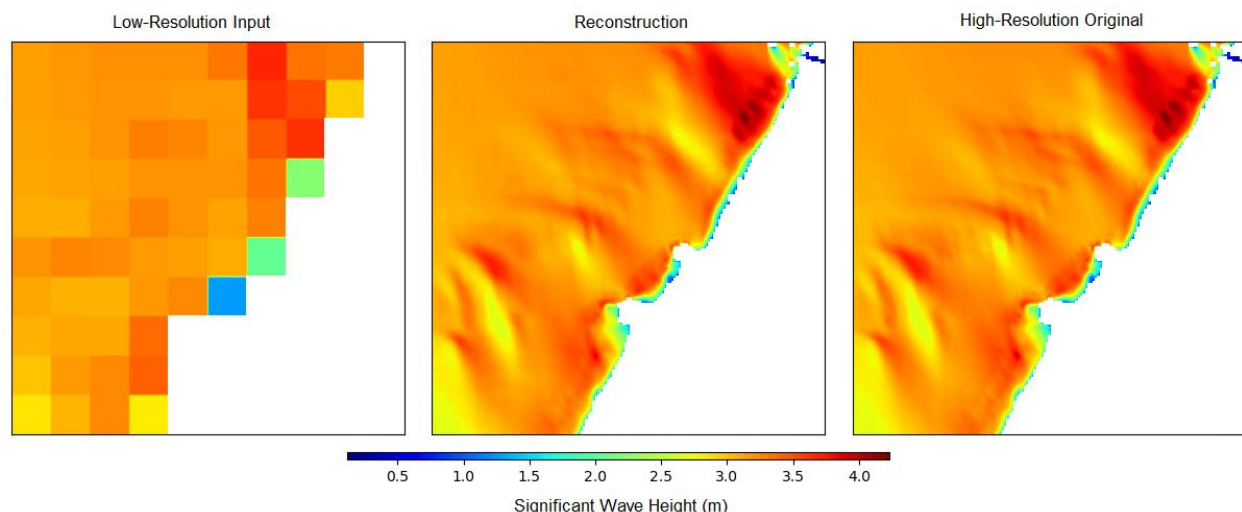 Low-Resolution Input
Reconstruction
High-Resolution Original
0.5 1.0 1.5 2.0 2.5 3.0 3.5 4.0
Significant Wave Height (m)